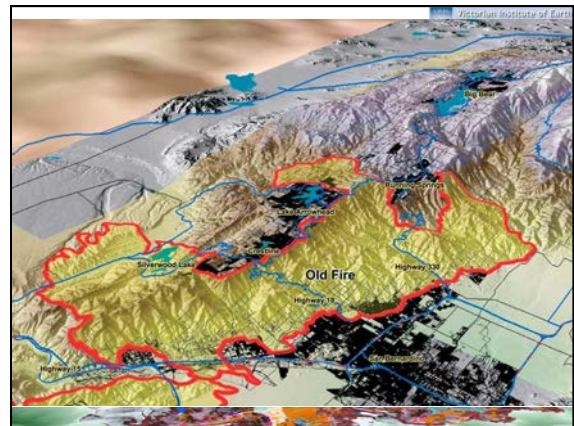 Victorian Institute of Earth
Big Bear
Running Springs
Lake Arrowhead
Crestline
Silverwood Lake
Old Fire
Highway 330
Highway 18
San Bernardino
Highway 15